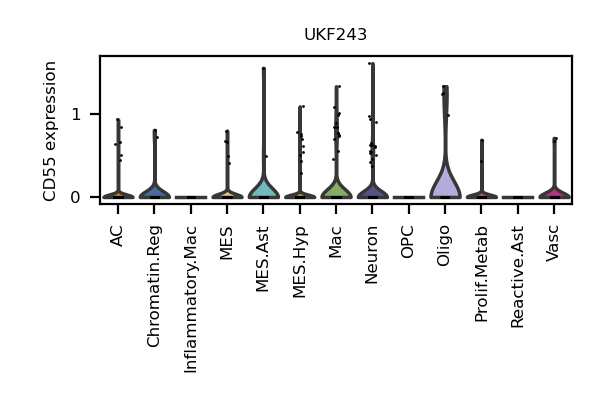 UKF243
CD55 expression
1
0
AC
Chromatin.Reg
Inflammatory.Mac
MES
MES.Ast
MES.Hyp
Mac
Neuron
OPC
Oligo
Prolif.Metab
Reactive.Ast
Vasc